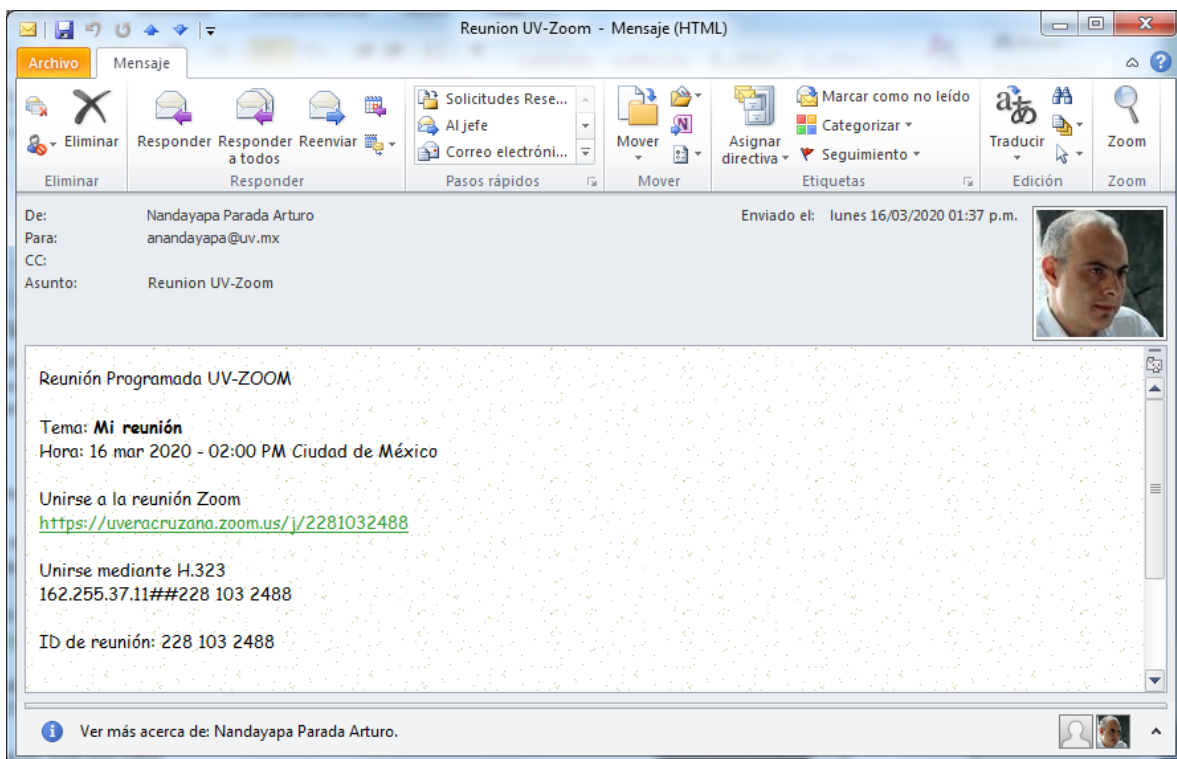 Reunion UV-Zoom - Mensaje (HTML)
Archivo
Mensaje
Eliminar
Responder
Responder a todos
Reenviar
Solicitudes Rese...
Al jefe
Correo electróni...
Mover
Asignar directiva
Marcar como no leído
Categorizar
Seguimiento
Traducir
Zoom
Eliminar
Responder
Pasos rápidos
Mover
Etiquetas
Edición
Zoom
De: Nandayapa Parada Arturo
Enviado el: lunes 16/03/2020 01:37 p.m.
Para: anandayapa@uv.mx
CC:
Asunto: Reunion UV-Zoom
Reunión Programada UV-ZOOM
Tema: Mi reunión
Hora: 16 mar 2020 - 02:00 PM Ciudad de México
Unirse a la reunión Zoom
https://uveracruzana.zoom.us/j/2281032488
Unirse mediante H.323
162.255.37.11##228 103 2488
ID de reunión: 228 103 2488
Ver más acerca de: Nandayapa Parada Arturo.